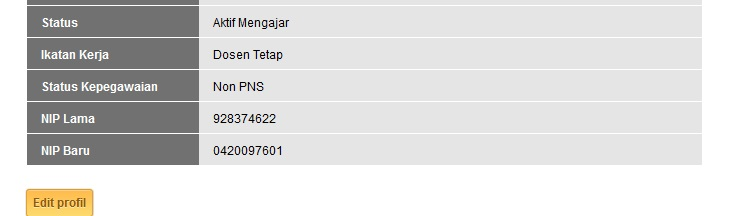 Status Aktif Mengajar
Ikatan Kerja Dosen Tetap
Status Kepegawaian Non PNS
NIP Lama 928374622
NIP Baru 0420097601
Edit profil